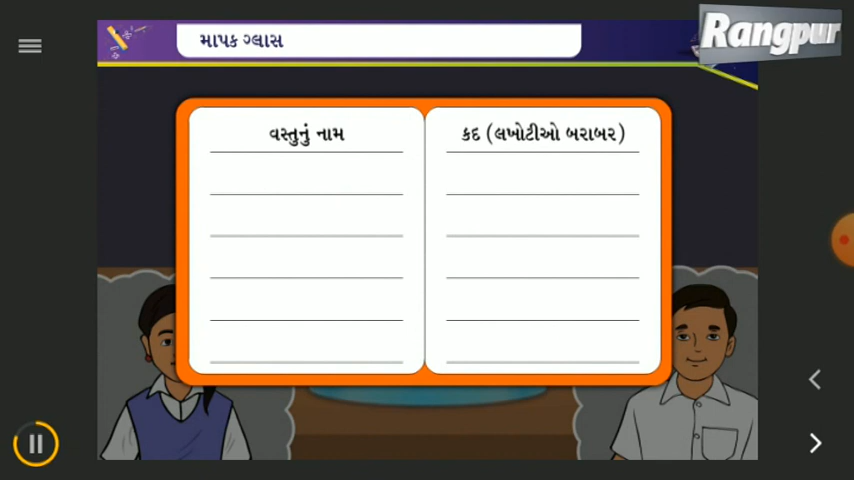 માપક ગ્લાસ
Rangpur
વસ્તુનું નામ
કદ (લખોટીઓ બરાબર)